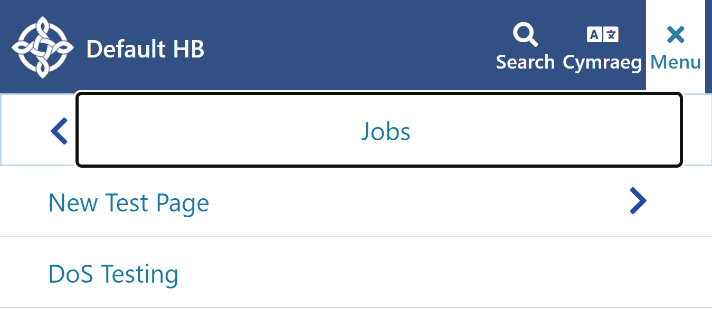 Default HB
Search Cymraeg Menu
Jobs
New Test Page
DoS Testing